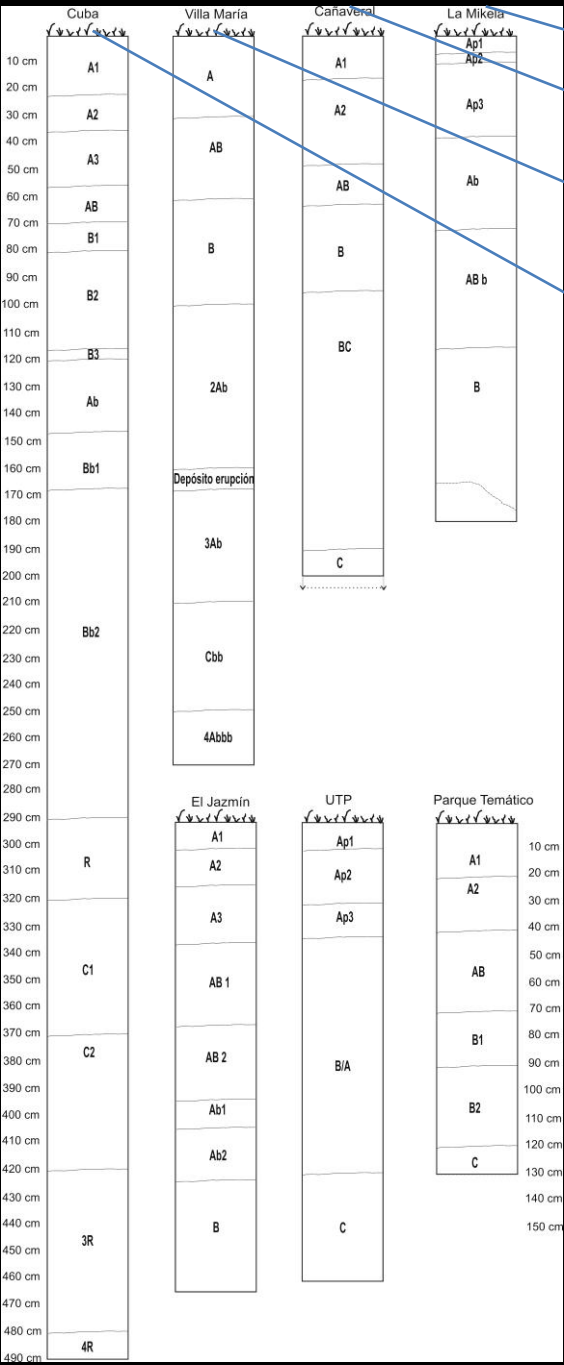 Cuba
Villa María
Cañaveral
La Mikela
10 cm
20 cm
30 cm
40 cm
50 cm
60 cm
70 cm
80 cm
90 cm
100 cm
110 cm
120 cm
130 cm
140 cm
150 cm
160 cm
170 cm
180 cm
190 cm
200 cm
210 cm
220 cm
230 cm
240 cm
250 cm
260 cm
270 cm
280 cm
290 cm
300 cm
310 cm
320 cm
330 cm
340 cm
350 cm
360 cm
370 cm
380 cm
390 cm
400 cm
410 cm
420 cm
430 cm
440 cm
450 cm
460 cm
470 cm
480 cm
490 cm
A1
A2
A3
AB
B1
B2
B3
Ab
Bb1
Bb2
R
C1
C2
3R
4R
A
AB
B
2Ab
Depósito erupción
3Ab
Cbb
4Abbb
A1
A2
AB
B
BC
C
Ap1
Ap2
Ap3
Ab
AB b
B
El Jazmín
A1
A2
A3
AB 1
AB 2
Ab1
Ab2
B
UTP
Ap1
Ap2
Ap3
B/A
C
Parque Temático
A1
A2
AB
B1
B2
C
10 cm
20 cm
30 cm
40 cm
50 cm
60 cm
70 cm
80 cm
90 cm
100 cm
110 cm
120 cm
130 cm
140 cm
150 cm